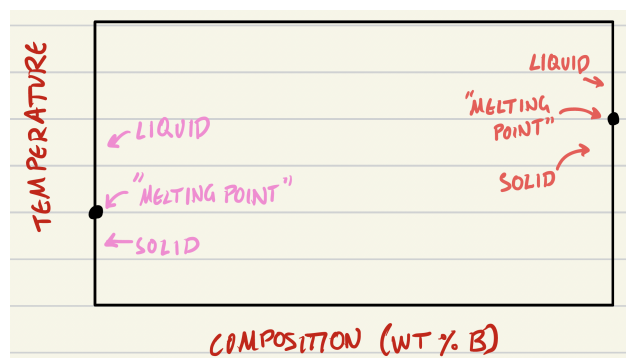 TEMPERATURE
LIQUID
"MELTING POINT"
SOLID
LIQUID
"MELTING
POINT"
SOLID
COMPOSITION (WT % B)